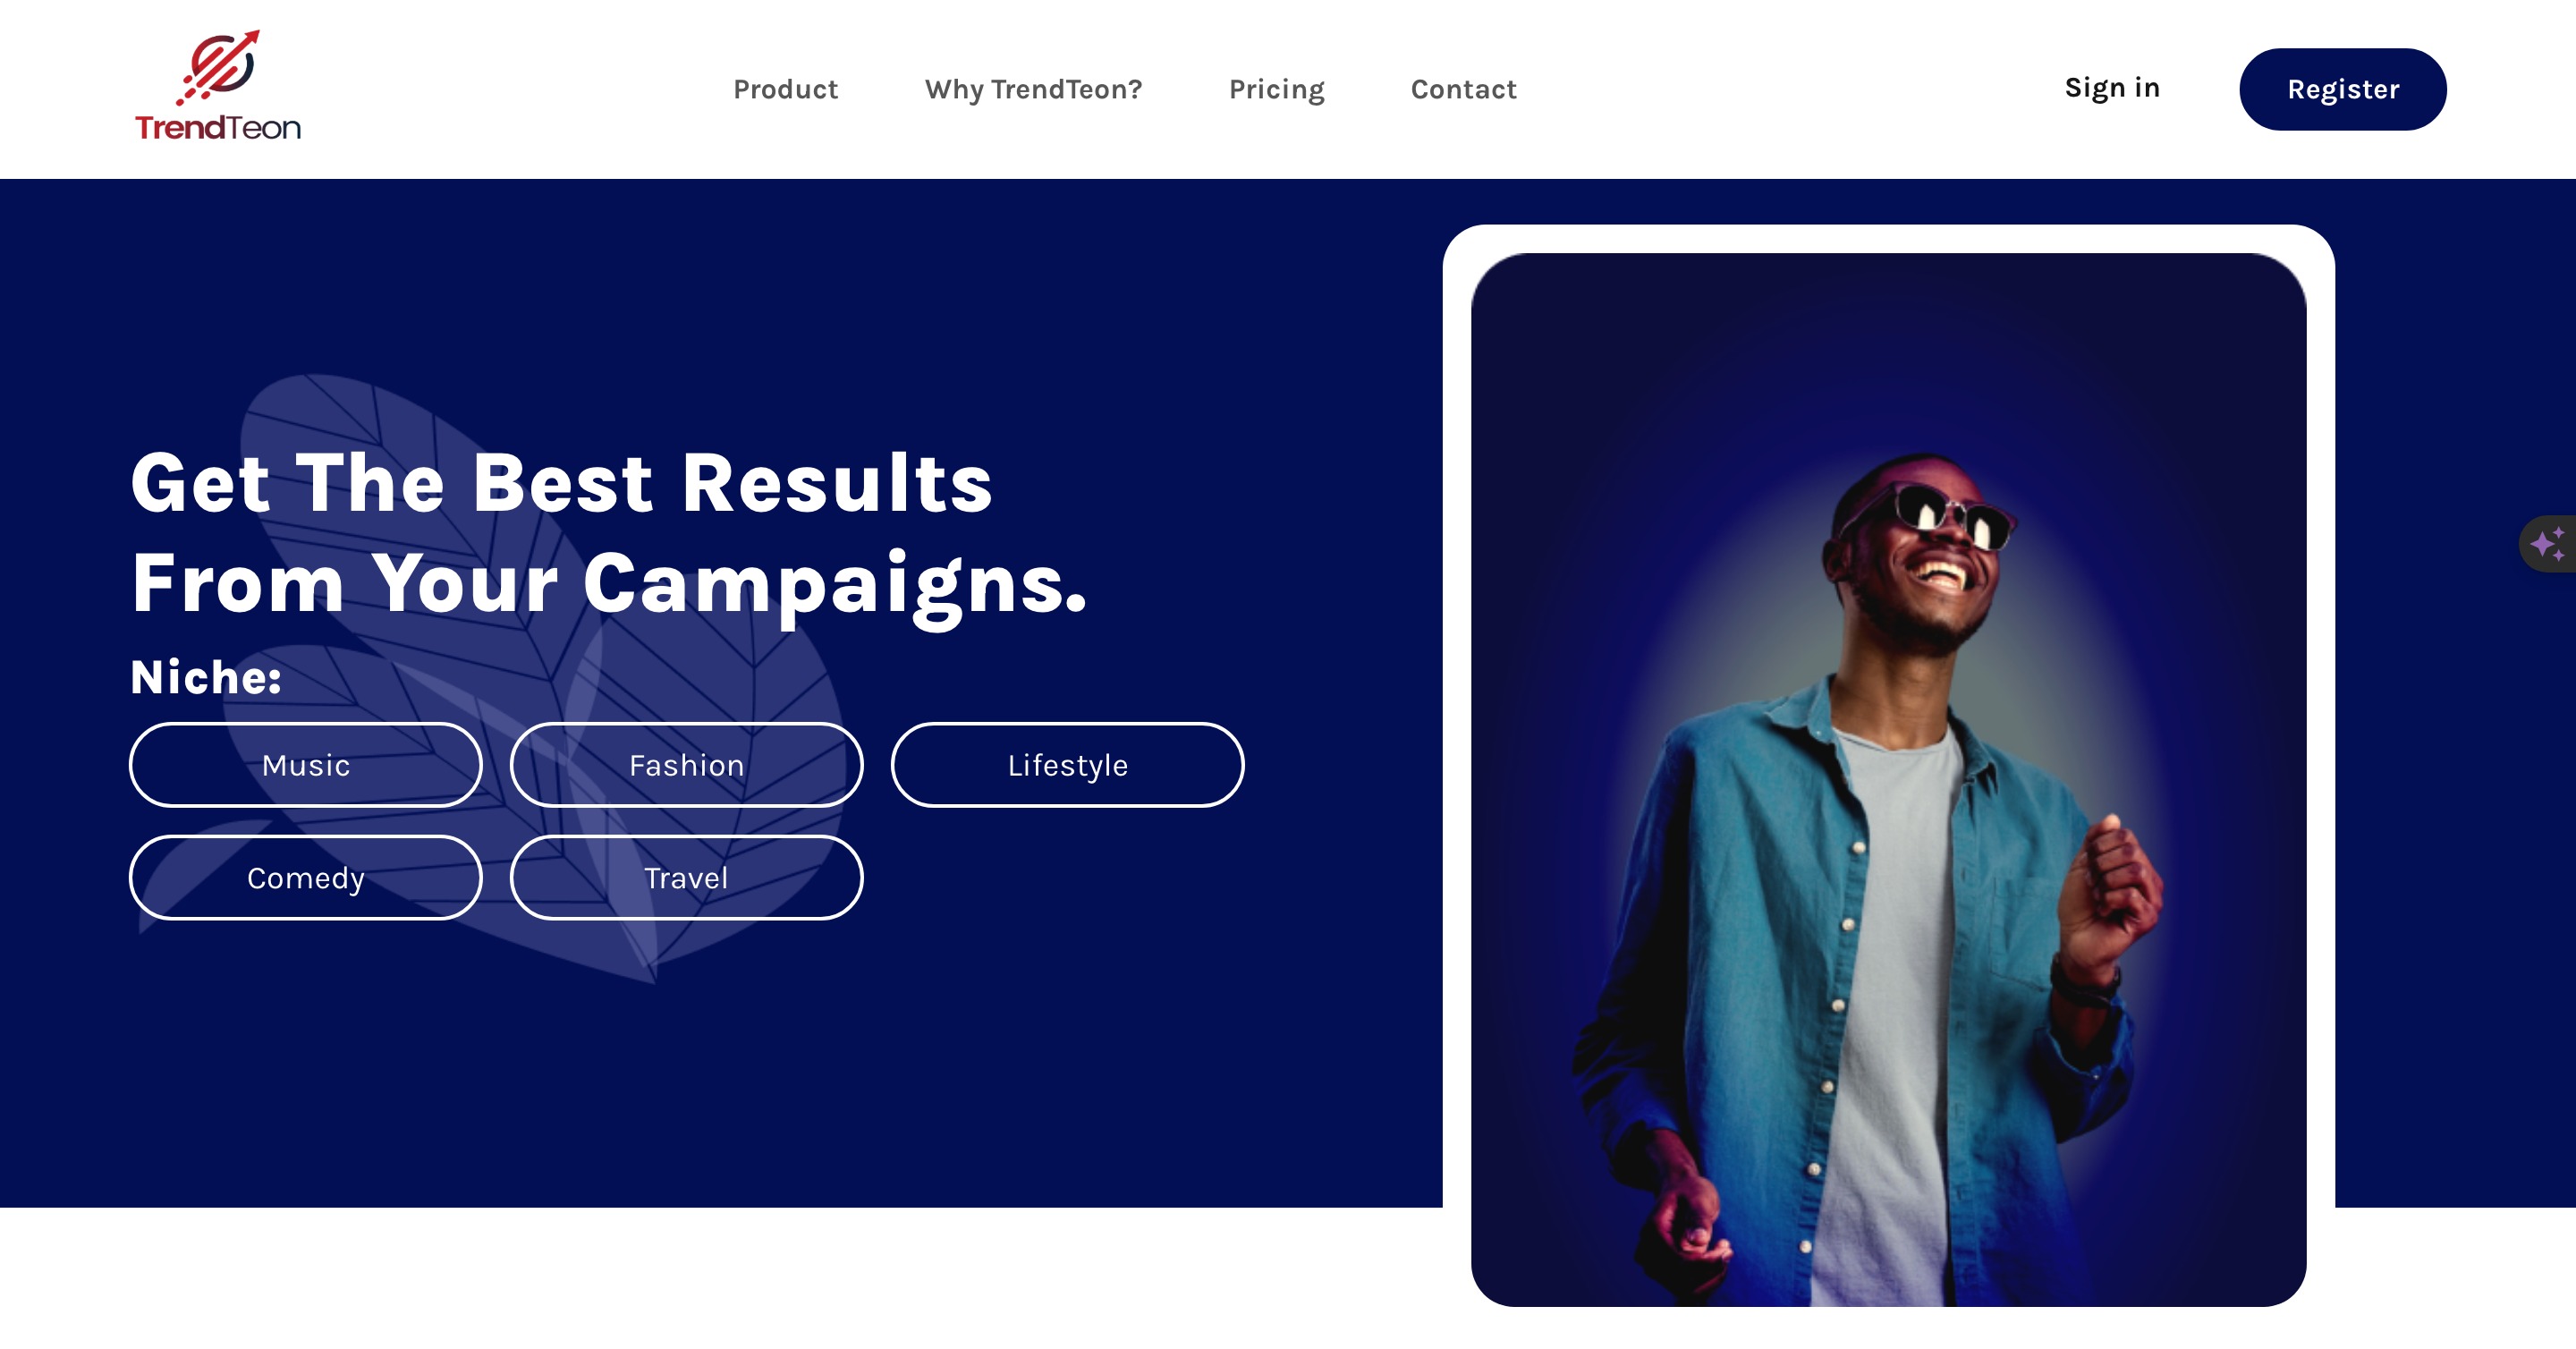 TrendTeon
Product
Why TrendTeon?
Pricing
Contact
Sign in
Register
Get The Best Results
From Your Campaigns.
Niche:
Music
Fashion
Lifestyle
Comedy
Travel